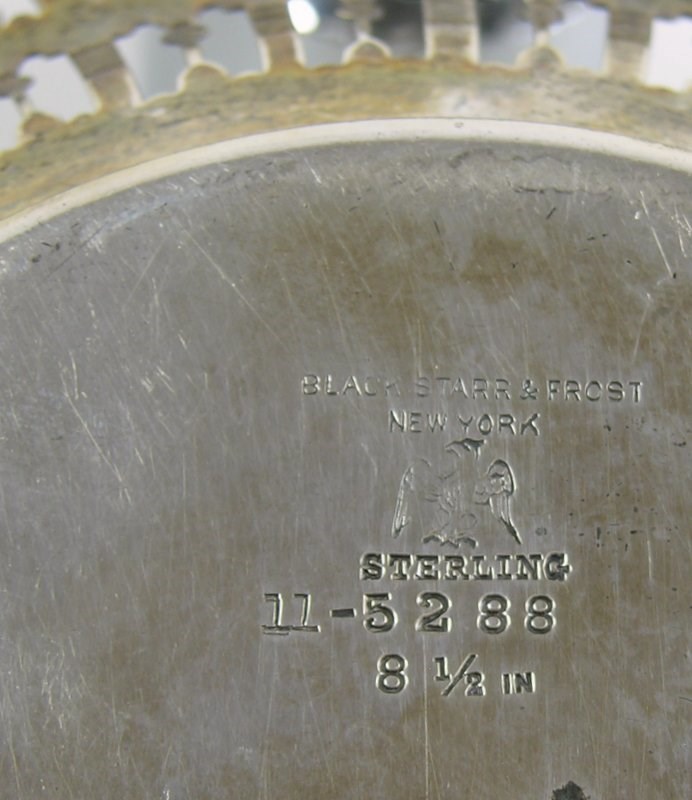 BLACK STARR & FROST
NEW YORK
STERLING
11-5288
8 1/2 IN